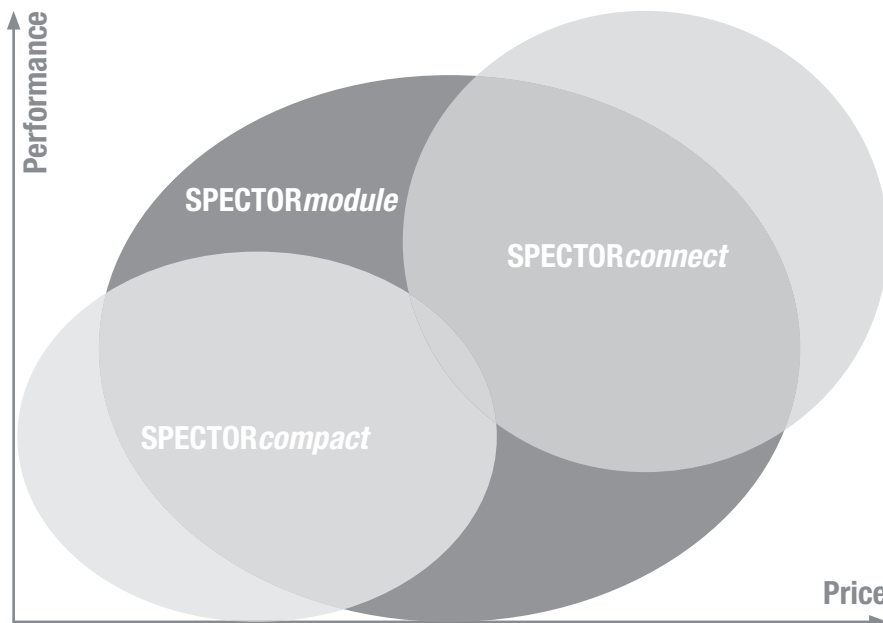 Performance
SPECTORmodule
SPECTORconnect
SPECTORcompact
Price